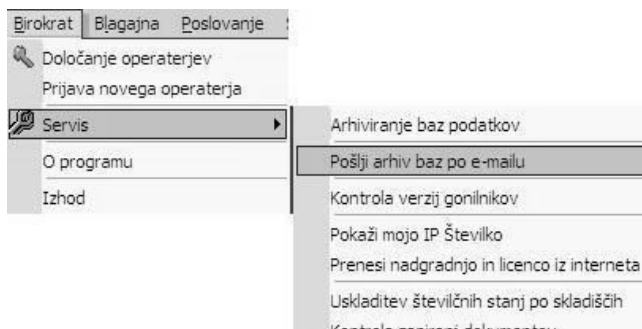 Birokrat Blagajna Poslovanje
Določanje operaterjev
Prijava novega operaterja
Servis
O programu
Izhod
Arhiviranje baz podatkov
Pošlji arhiv baz po e-mailu
Kontrola verzij gonilnikov
Pokaži mojo IP Številko
Prenesi nadgradnjo in licenco iz interneta
Uskladitev številčnih stanj po skladiščih